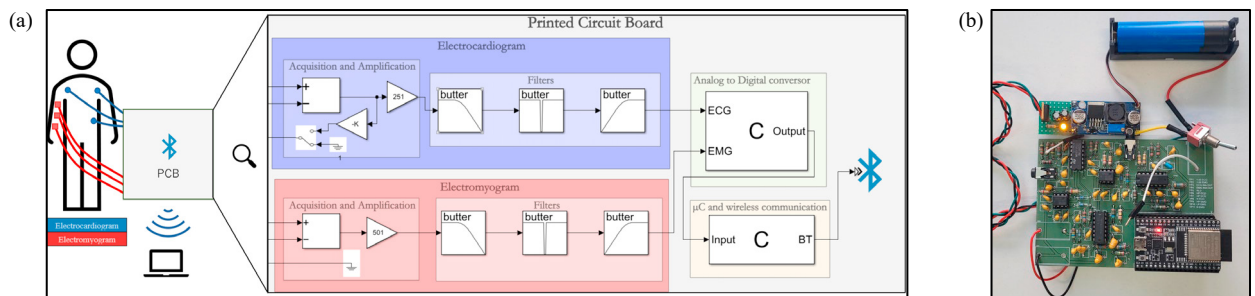 (a)
Printed Circuit Board
Electrocardiogram
Acquisition and Amplification
+
−
251
-K
1
Filters
butter
butter
butter
Analog to Digital conversor
ECG
EMG
C
Output
PCB
Electrocardiogram
Electromyogram
Electromyogram
Acquisition and Amplification
+
−
501
Filters
butter
butter
butter
µC and wireless communication
Input
C
BT
(b)